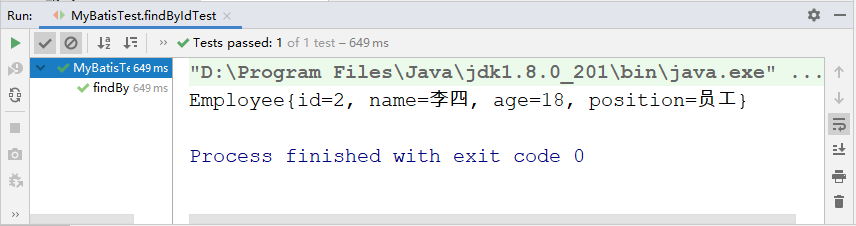 Run: MyBatisTest.findByIdTest
Tests passed: 1 of 1 test – 649 ms
MyBatisTe 649 ms
findBy 649 ms
"D:\Program Files\Java\jdk1.8.0_201\bin\java.exe" ...
Employee{id=2, name=李四, age=18, position=员工}
Process finished with exit code 0